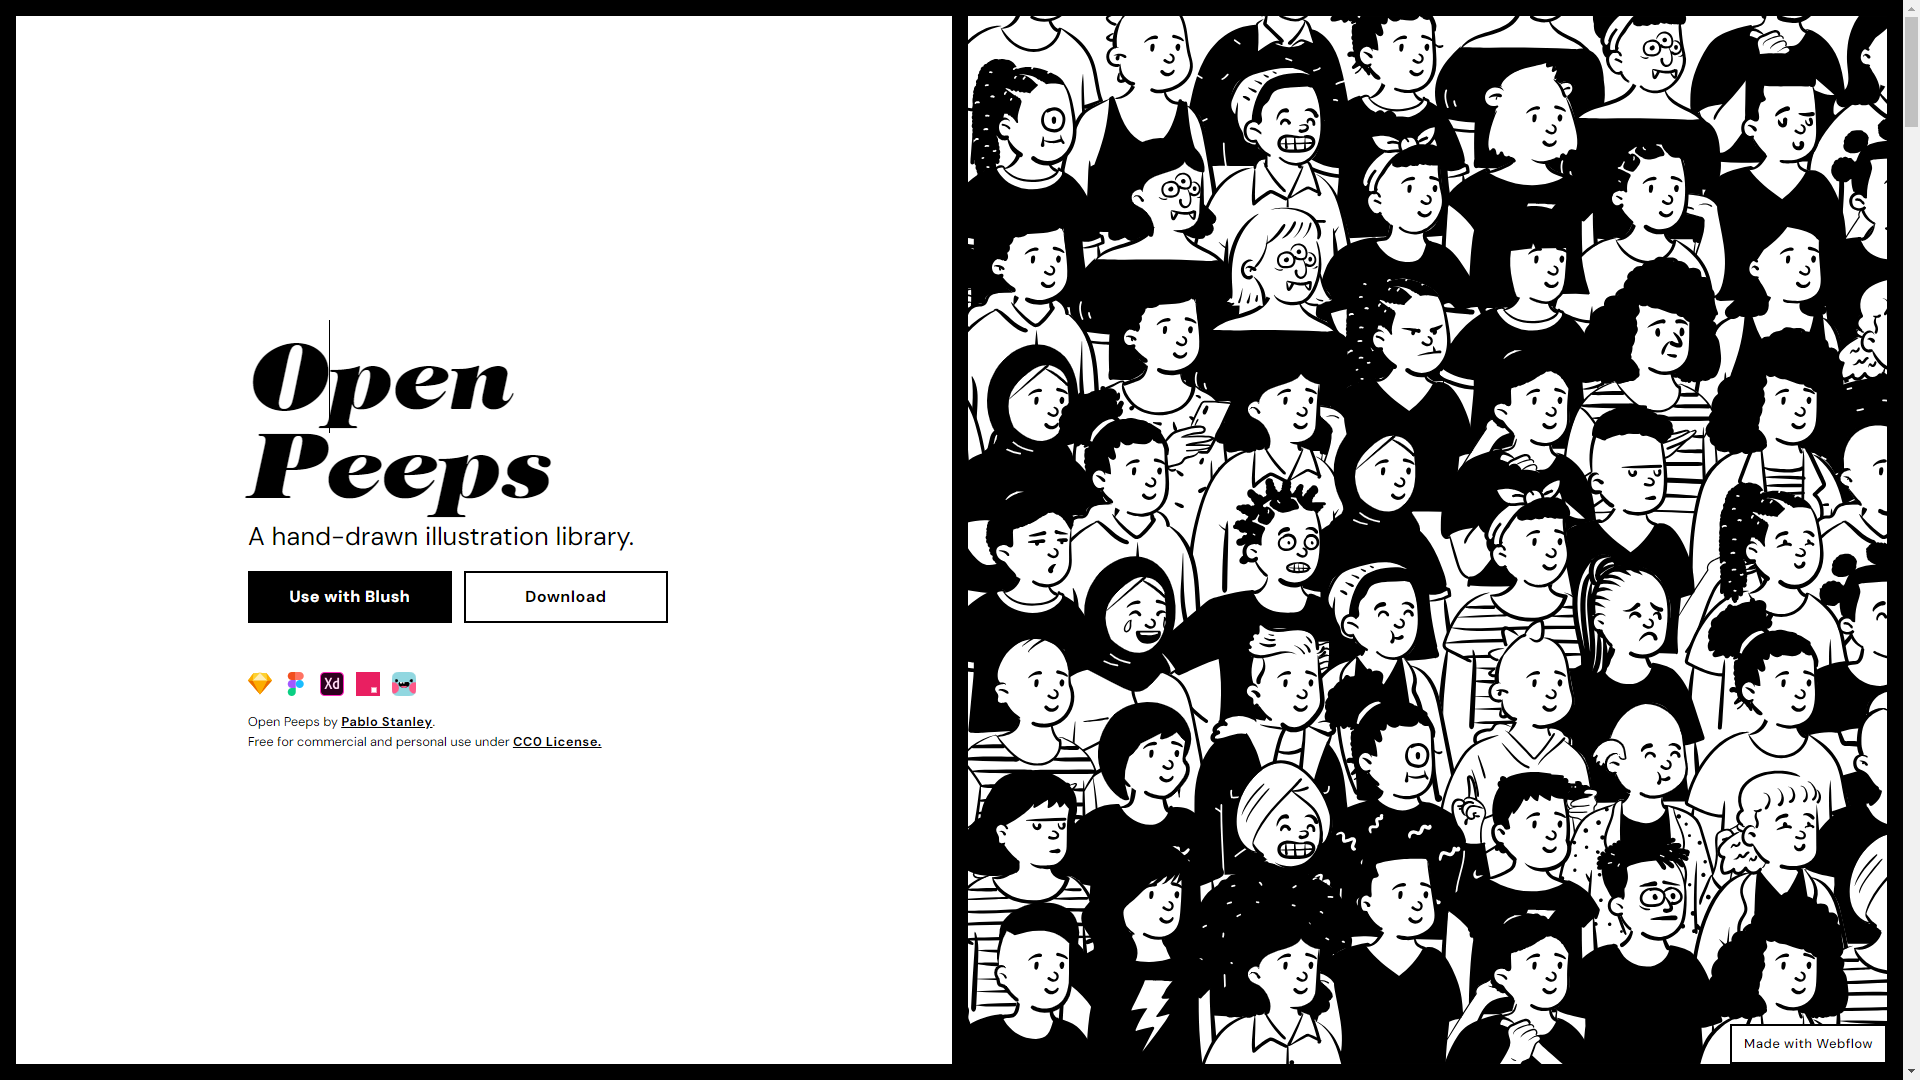 Open
Peeps
A hand-drawn illustration library.
Use with Blush
Download
Xd
Open Peeps by Pablo Stanley.
Free for commercial and personal use under CC0 License.
Made with Webflow